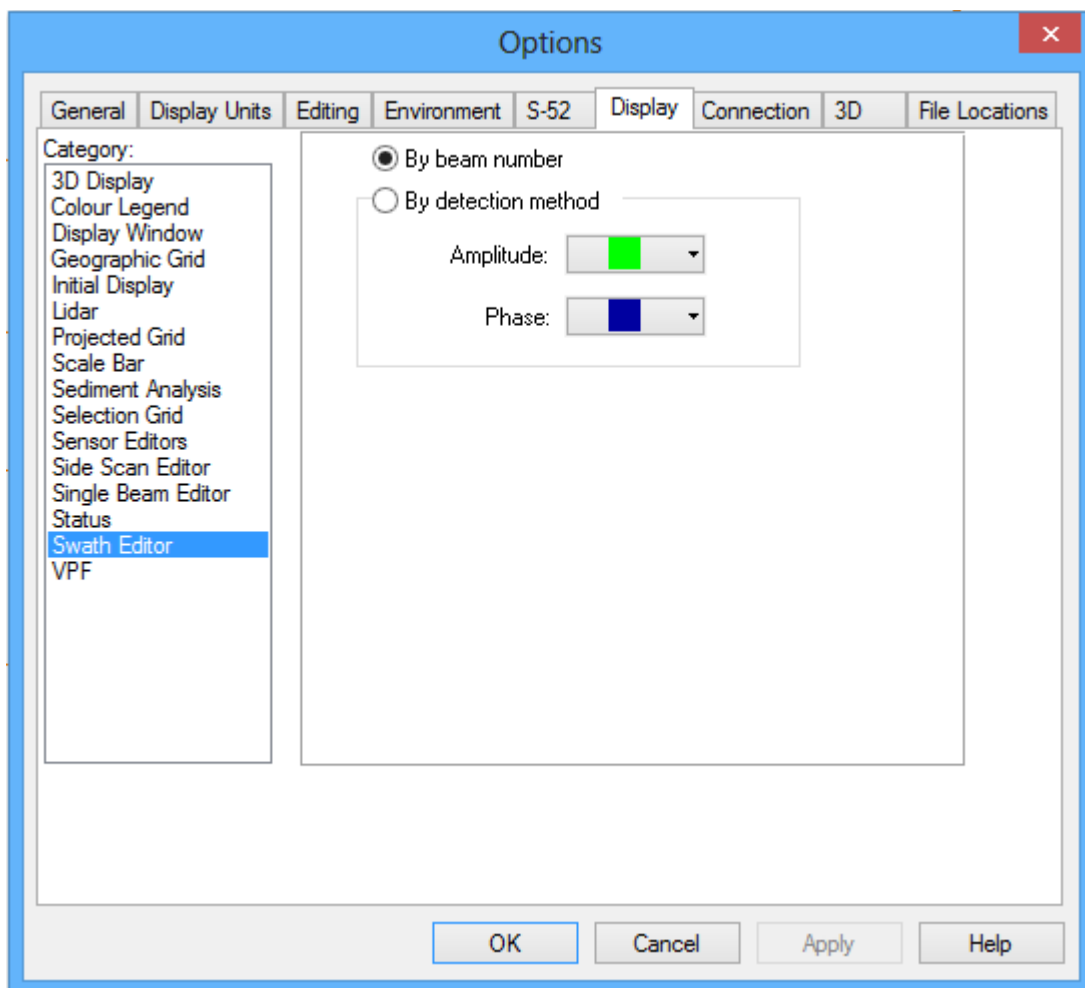 Options
General Display Units Editing Environment S-52 Display Connection 3D File Locations
Category:
3D Display
Colour Legend
Display Window
Geographic Grid
Initial Display
Lidar
Projected Grid
Scale Bar
Sediment Analysis
Selection Grid
Sensor Editors
Side Scan Editor
Single Beam Editor
Status
Swath Editor
VPF
By beam number
By detection method
Amplitude:
Phase:
OK Cancel Apply Help